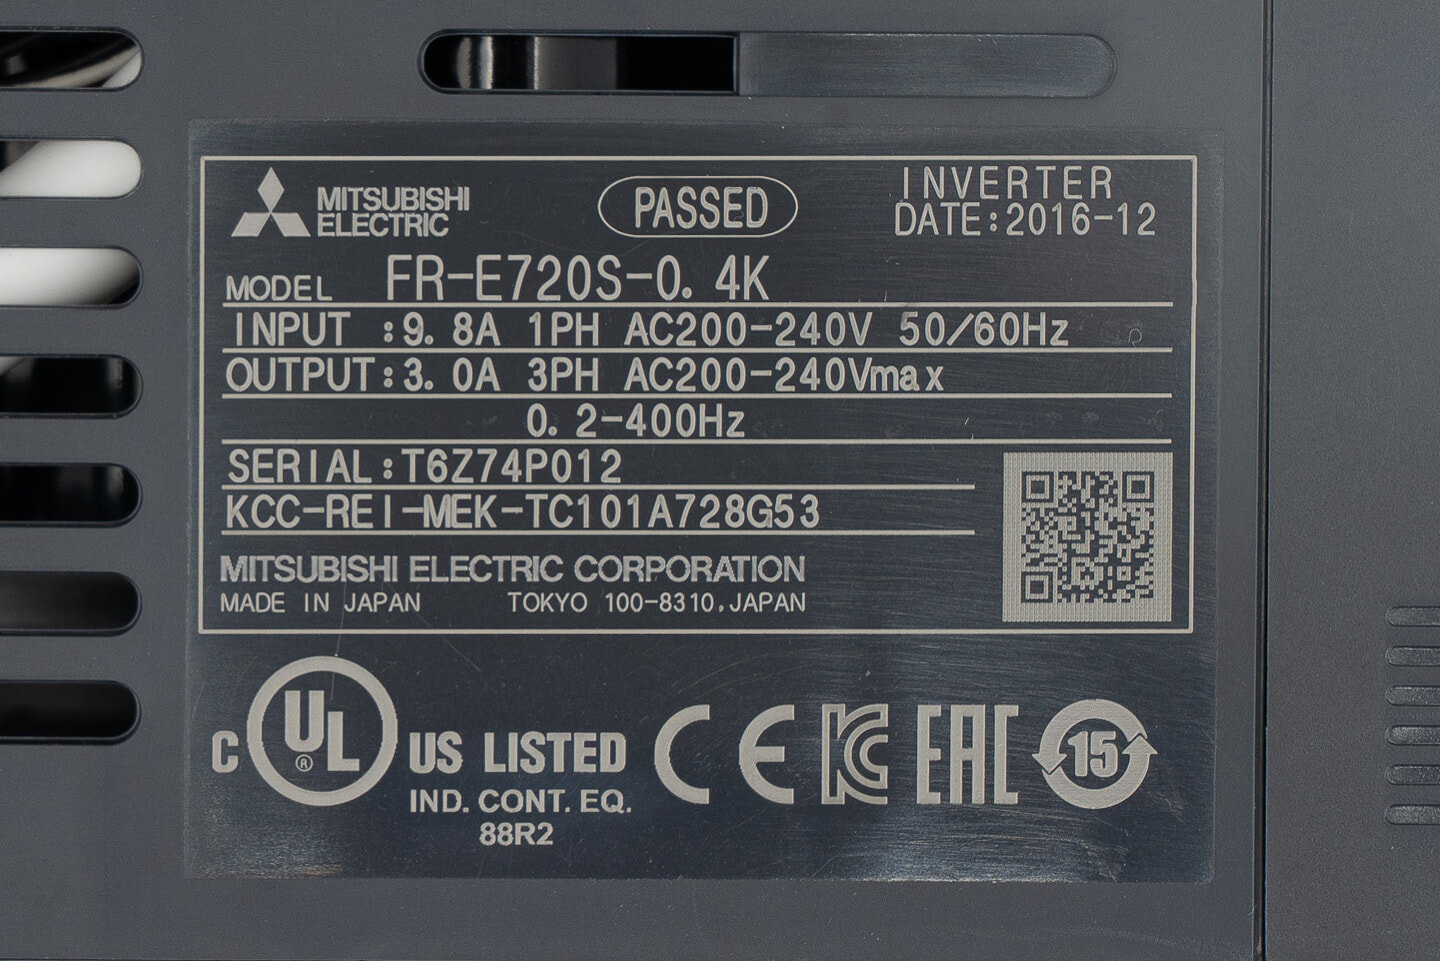 MITSUBISHI
ELECTRIC
PASSED
INVERTER
DATE:2016-12
MODEL FR-E720S-0.4K
INPUT :9.8A 1PH AC200-240V 50/60Hz
OUTPUT:3.0A 3PH AC200-240Vmax
0.2-400Hz
SERIAL:T6Z74P012
KCC-REI-MEK-TC101A728G53
MITSUBISHI ELECTRIC CORPORATION
MADE IN JAPAN TOKYO 100-8310,JAPAN
C UL ® US LISTED CE KC EAC 15
IND. CONT. EQ.
88R2